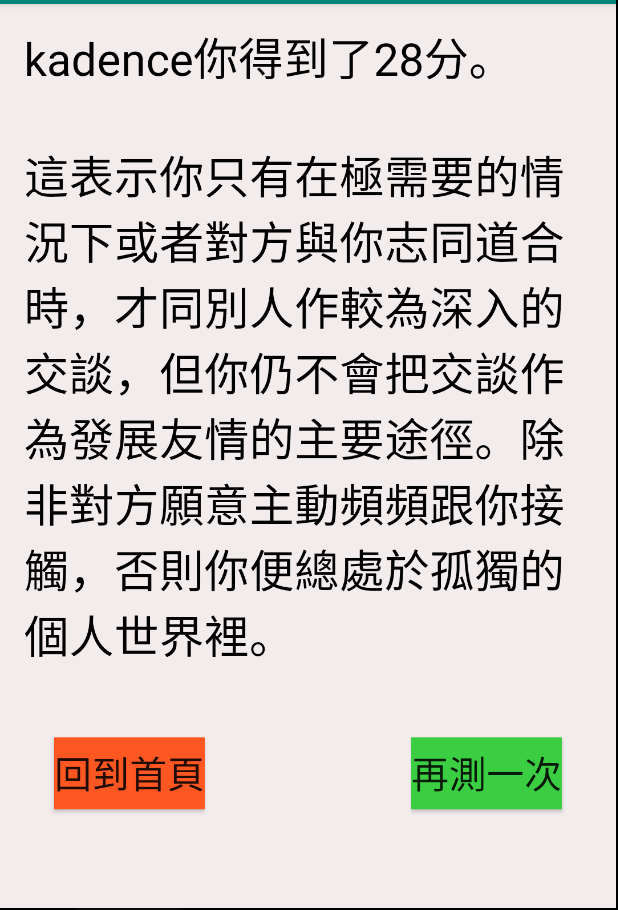 kadence你得到了28分。
這表示你只有在極需要的情
況下或者對方與你志同道合
時，才同別人作較為深入的
交談，但你仍不會把交談作
為發展友情的主要途徑。除
非對方願意主動頻頻跟你接
觸，否則你便總處於孤獨的
個人世界裡。
回到首頁
再測一次